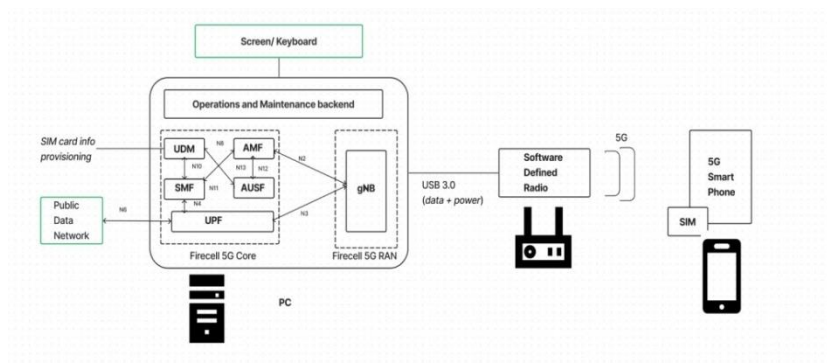 Screen/ Keyboard
Operations and Maintenance backend
SIM card info
provisioning
UDM
N8
AMF
N10
N13
N12
N2
SMF
N11
AUSF
N4
UPF
N3
gNB
Public
Data
Network
N6
Firecell 5G Core
Firecell 5G RAN
PC
USB 3.0
(data + power)
Software
Defined
Radio
5G
5G
Smart
Phone
SIM